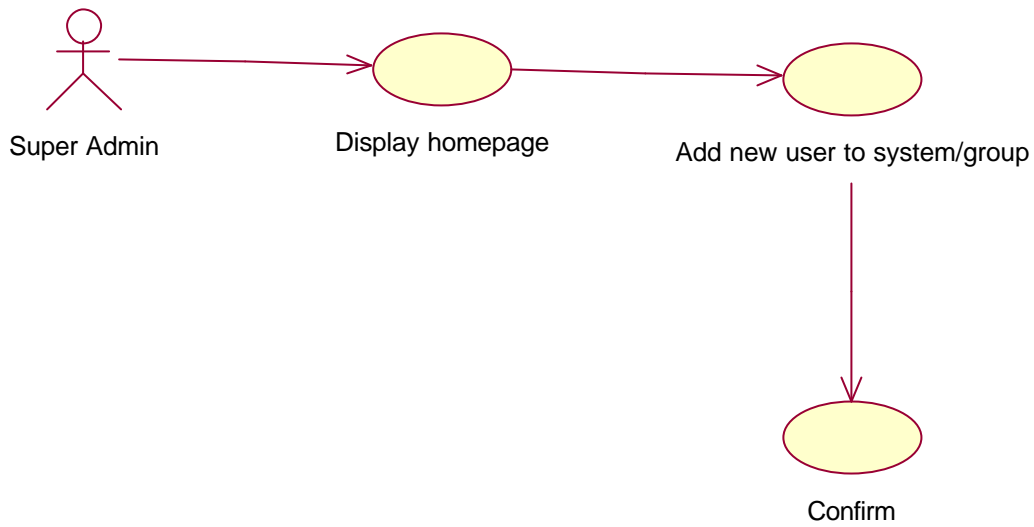 Super Admin
Display homepage
Add new user to system/group
Confirm